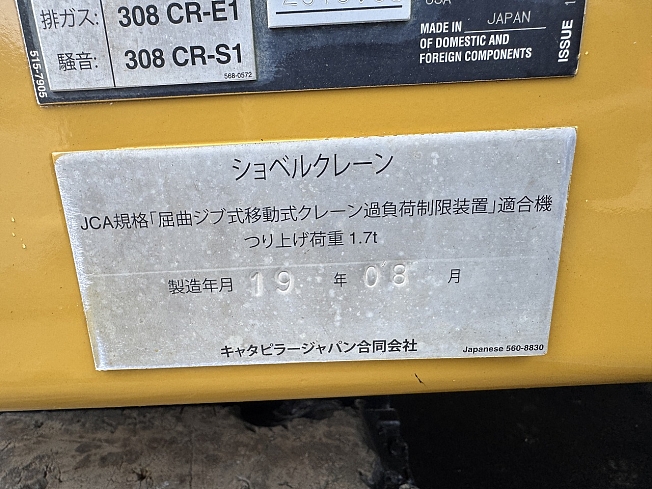 排ガス: 308 CR-E1
騒音: 308 CR-S1
568-0572
515-7905
USA
MADE IN JAPAN
OF DOMESTIC AND
FOREIGN COMPONENTS
ISSUE 1
ショベルクレーン
JCA規格「屈曲ジブ式移動式クレーン過負荷制限装置」適合機
つり上げ荷重 1.7t
製造年月 19 年 08 月
キャタピラージャパン合同会社
Japanese 560-8830